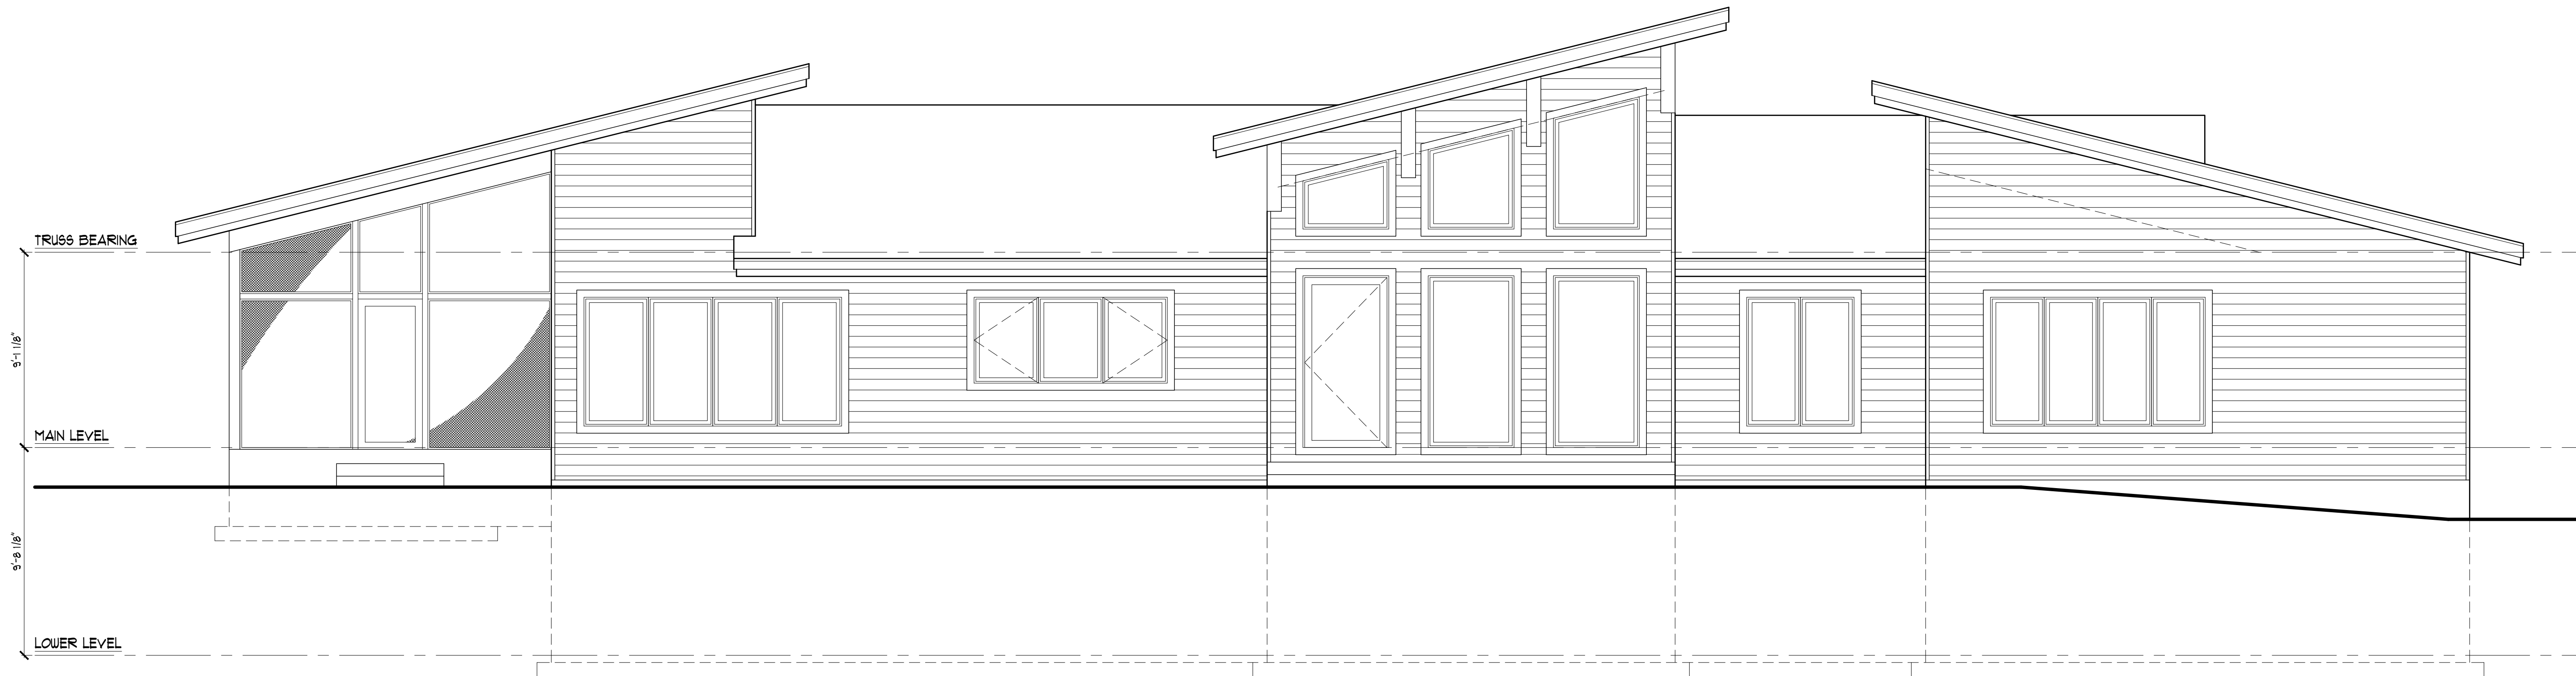 TRUSS BEARING
9'-1 1/8"
MAIN LEVEL
9'-8 1/8"
LOWER LEVEL